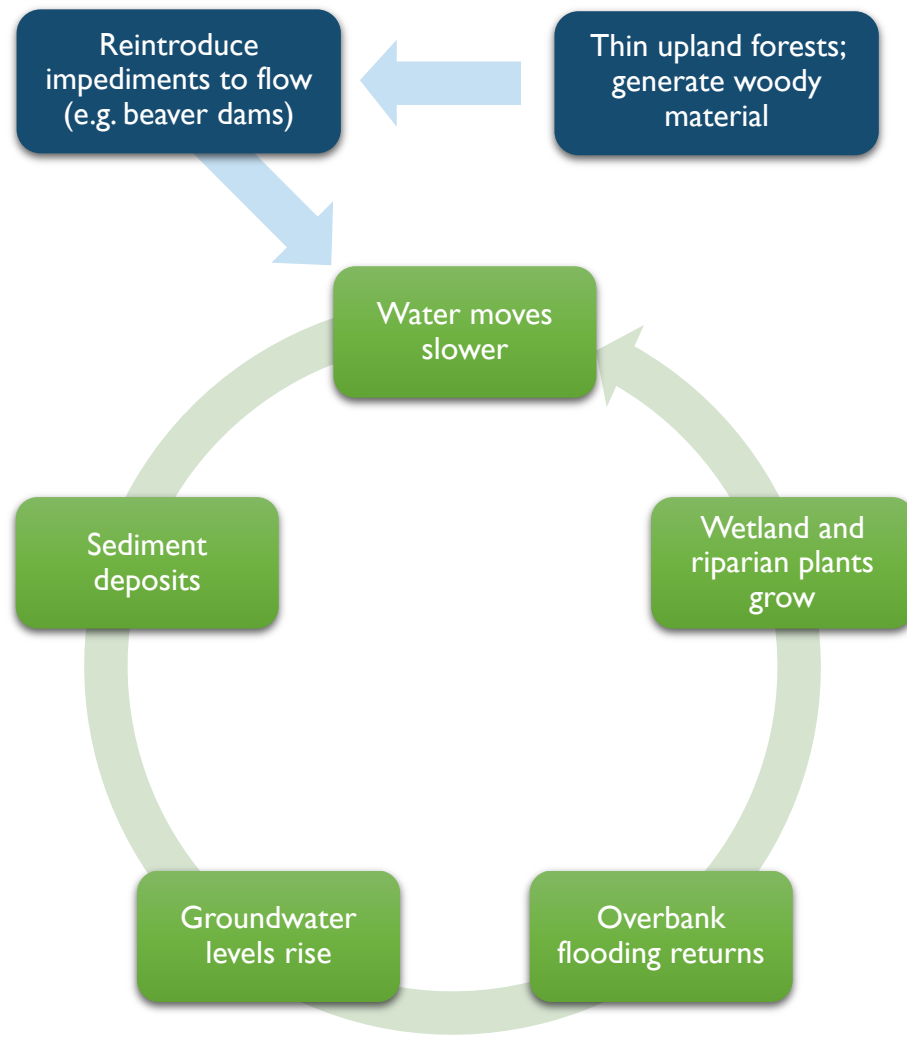 Reintroduce
impediments to flow
(e.g. beaver dams)
Thin upland forests;
generate woody
material
Water moves
slower
Sediment
deposits
Wetland and
riparian plants
grow
Groundwater
levels rise
Overbank
flooding returns